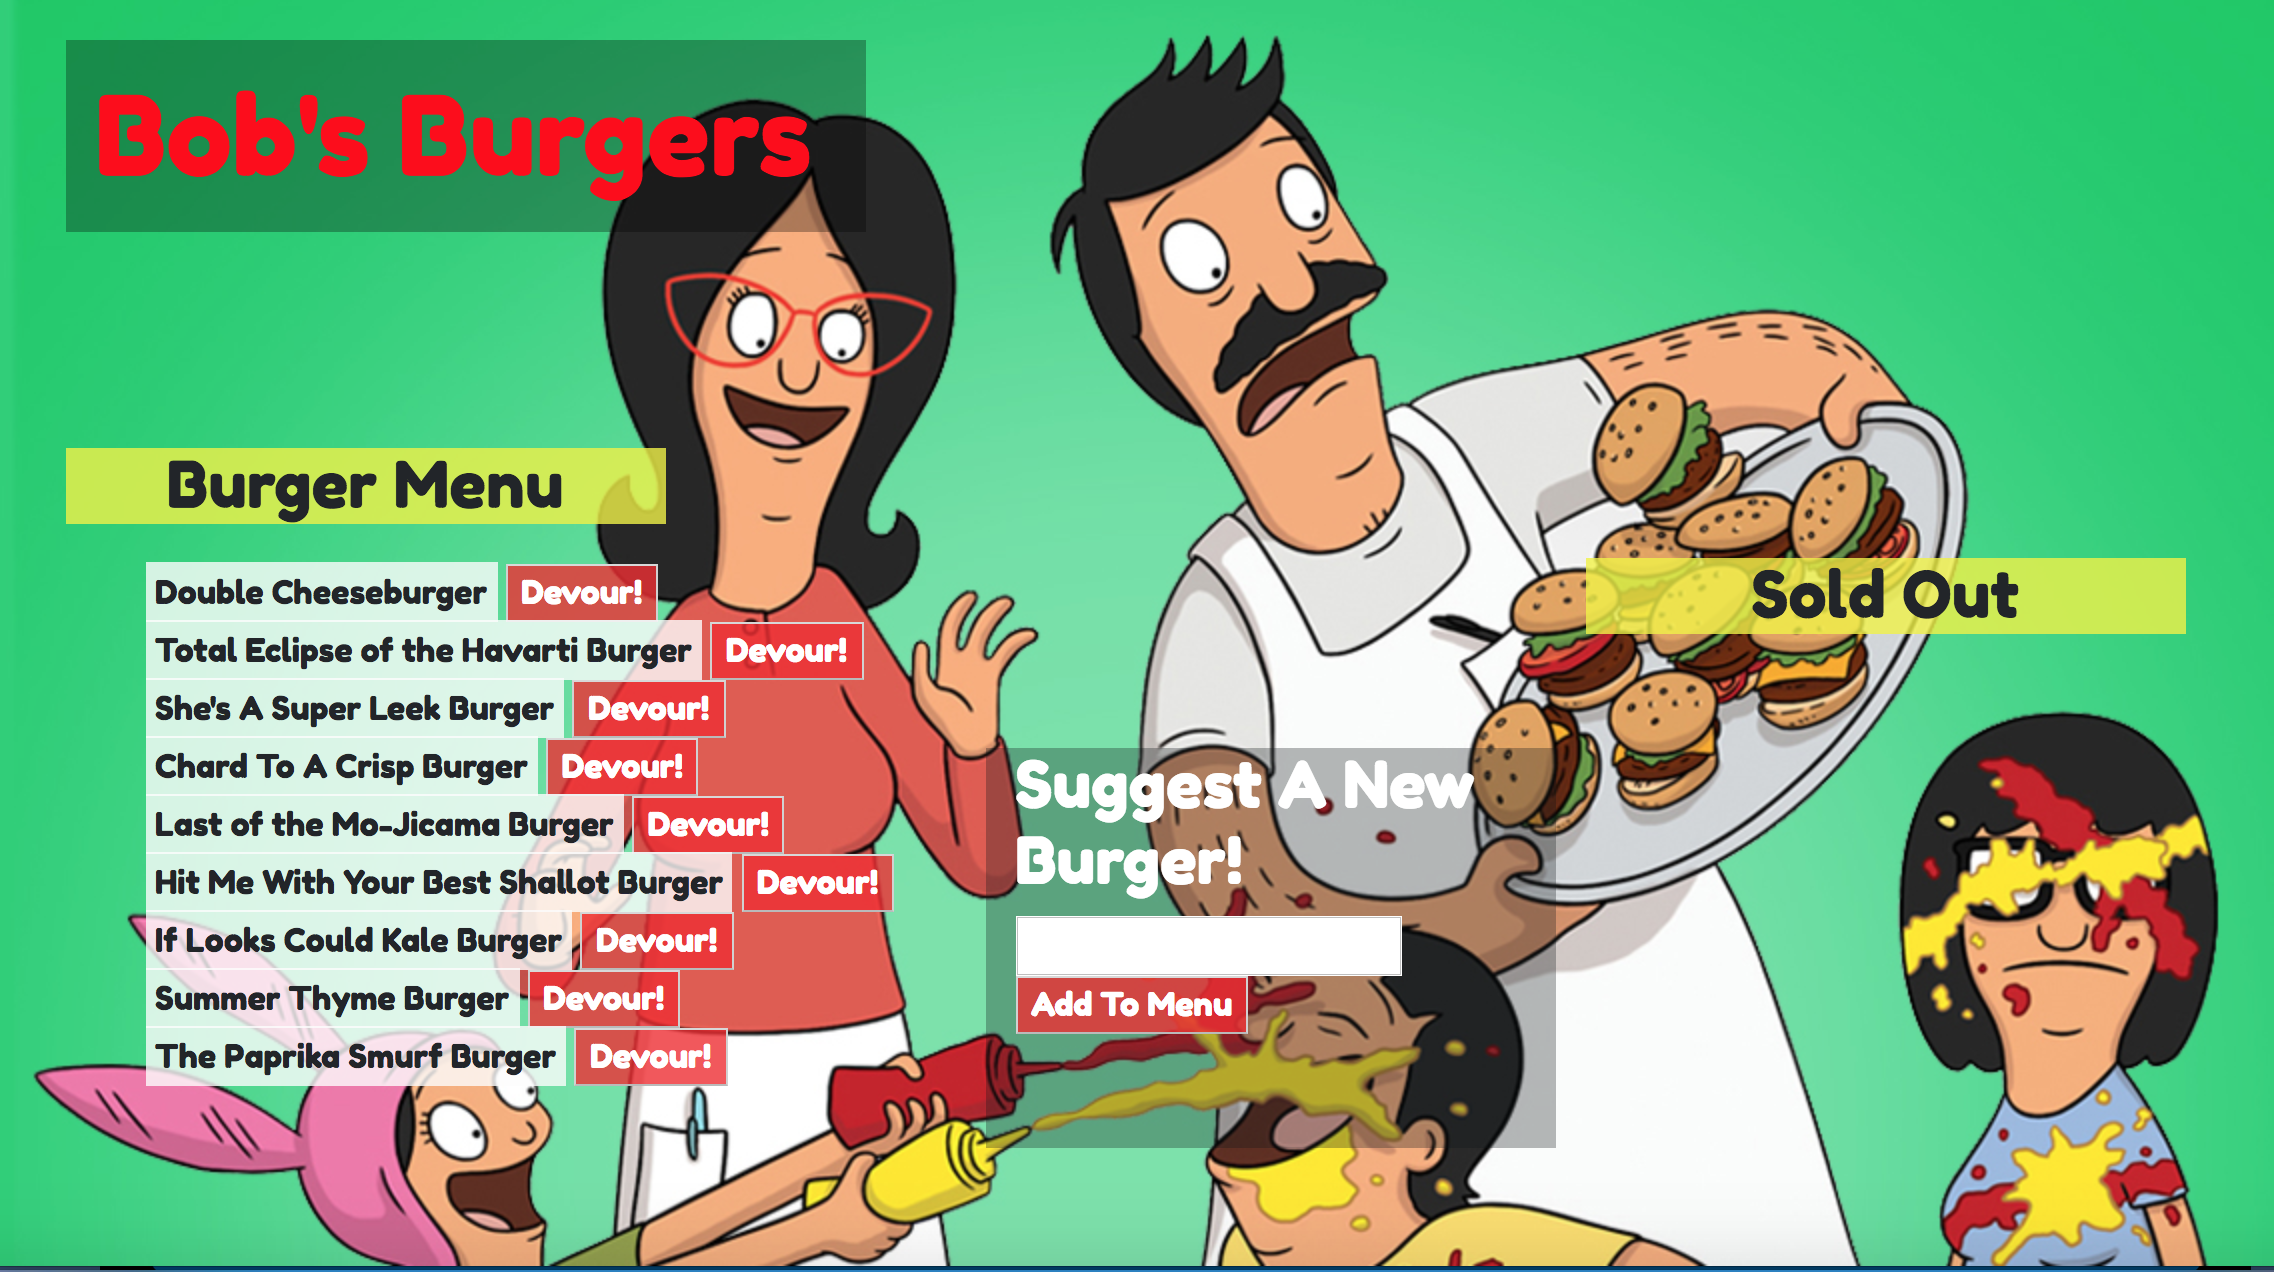 Bob's Burgers
Burger Menu
Double Cheeseburger Devour!
Total Eclipse of the Havarti Burger Devour!
She's A Super Leek Burger Devour!
Chard To A Crisp Burger Devour!
Last of the Mo-Jicama Burger Devour!
Hit Me With Your Best Shallot Burger Devour!
If Looks Could Kale Burger Devour!
Summer Thyme Burger Devour!
The Paprika Smurf Burger Devour!
Suggest A New
Burger!
Add To Menu
Sold Out